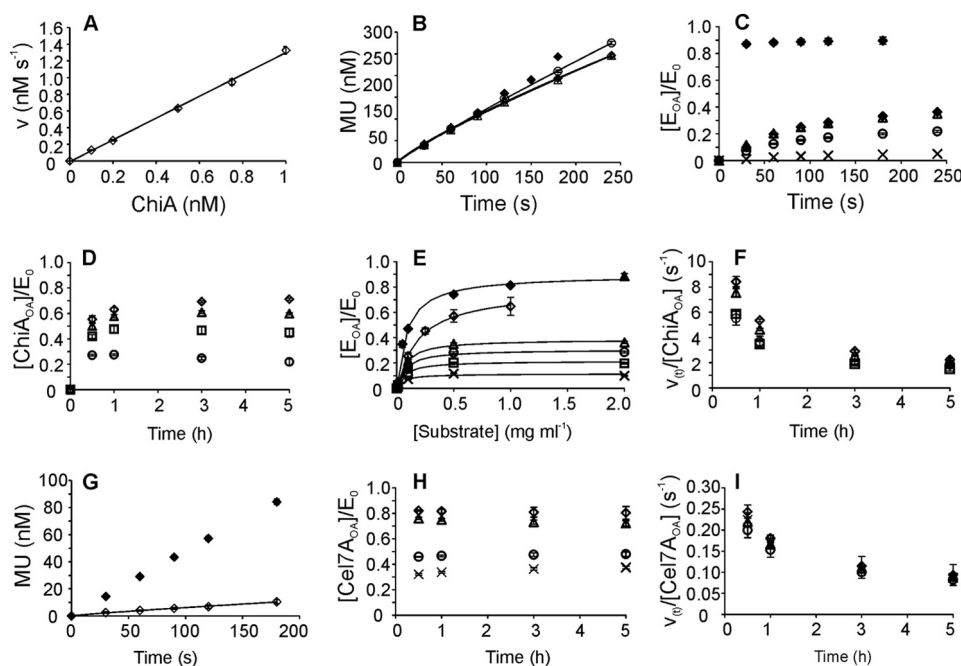 A
v (nM s⁻¹)
1.6
1.4
1.2
1.0
0.8
0.6
0.4
0.2
0
0 0.2 0.4 0.6 0.8 1
ChiA (nM)
B
MU (nM)
300
250
200
150
100
50
0
0 50 100 150 200 250
Time (s)
C
[E_OA]/E_0
1.0
0.8
0.6
0.4
0.2
0
0 50 100 150 200 250
Time (s)
D
[ChiA_OA]/E_0
1.0
0.8
0.6
0.4
0.2
0
0 1 2 3 4 5
Time (h)
E
[E_OA]/E_0
1.0
0.8
0.6
0.4
0.2
0
0.0 0.5 1.0 1.5 2.0
[Substrate] (mg ml⁻¹)
F
v_(t)/[ChiA_OA] (s⁻¹)
10
8
6
4
2
0
0 1 2 3 4 5
Time (h)
G
MU (nM)
100
80
60
40
20
0
0 50 100 150 200
Time (s)
H
[Cel7A_OA]/E_0
1.0
0.8
0.6
0.4
0.2
0
0 1 2 3 4 5
Time (h)
I
v_(t)/[Cel7A_OA] (s⁻¹)
0.30
0.25
0.20
0.15
0.10
0.05
0
0 1 2 3 4 5
Time (h)